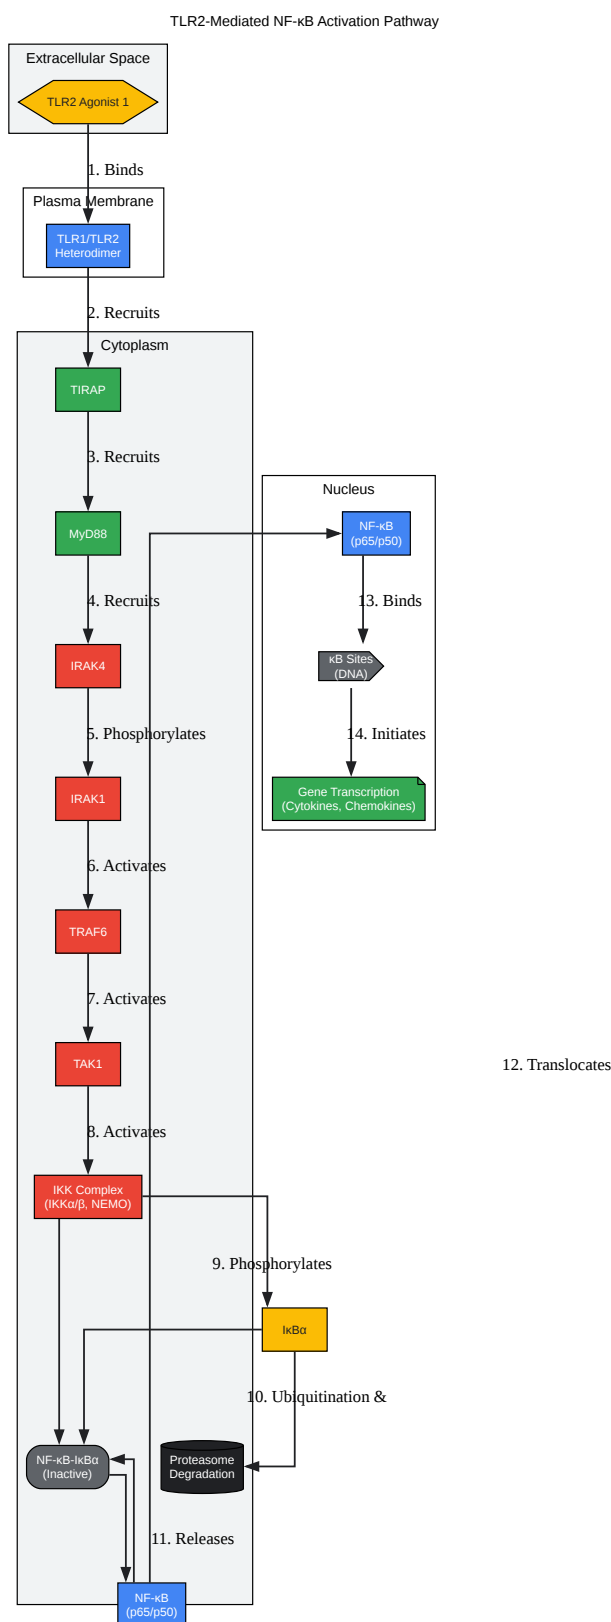 TLR2-Mediated NF-κB Activation Pathway
Extracellular Space
TLR2 Agonist 1
1. Binds
Plasma Membrane
TLR1/TLR2
Heterodimer
2. Recruits
Cytoplasm
TIRAP
3. Recruits
MyD88
4. Recruits
IRAK4
5. Phosphorylates
IRAK1
6. Activates
TRAF6
7. Activates
TAK1
8. Activates
IKK Complex
(IKKα/β, NEMO)
9. Phosphorylates
IκBα
10. Ubiquitination &
NF-κB-IκBα
(Inactive)
Proteasome
Degradation
11. Releases
NF-κB
(p65/p50)
12. Translocates
Nucleus
NF-κB
(p65/p50)
13. Binds
κB Sites
(DNA)
14. Initiates
Gene Transcription
(Cytokines, Chemokines)